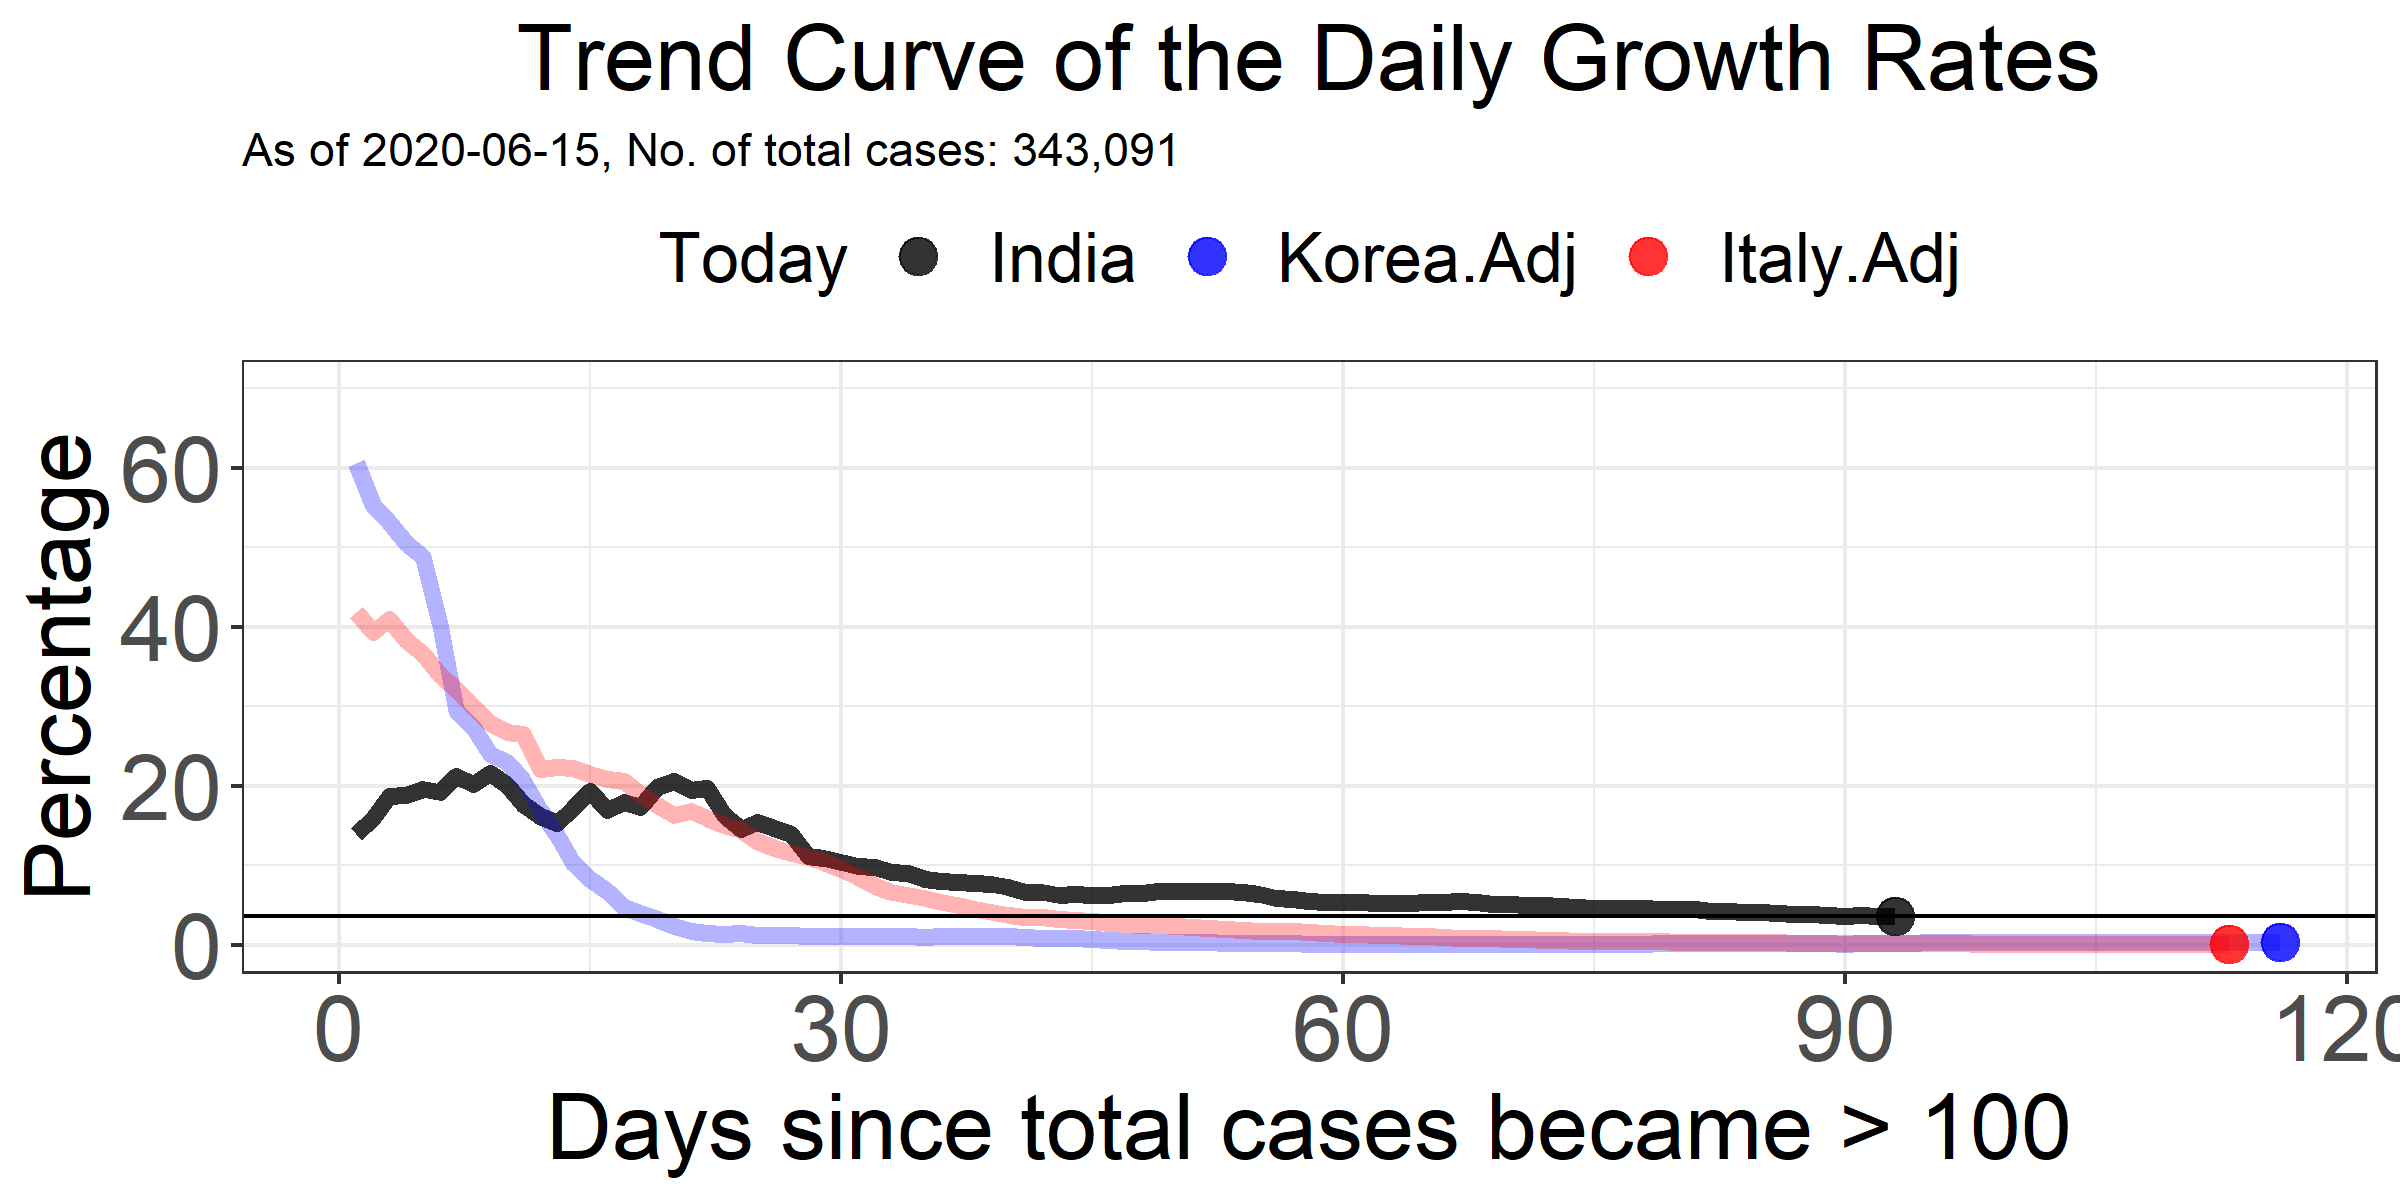 Trend Curve of the Daily Growth Rates
As of 2020-06-15, No. of total cases: 343,091
Today India Korea.Adj Italy.Adj
Percentage
60
40
20
0
0 30 60 90 120
Days since total cases became > 100